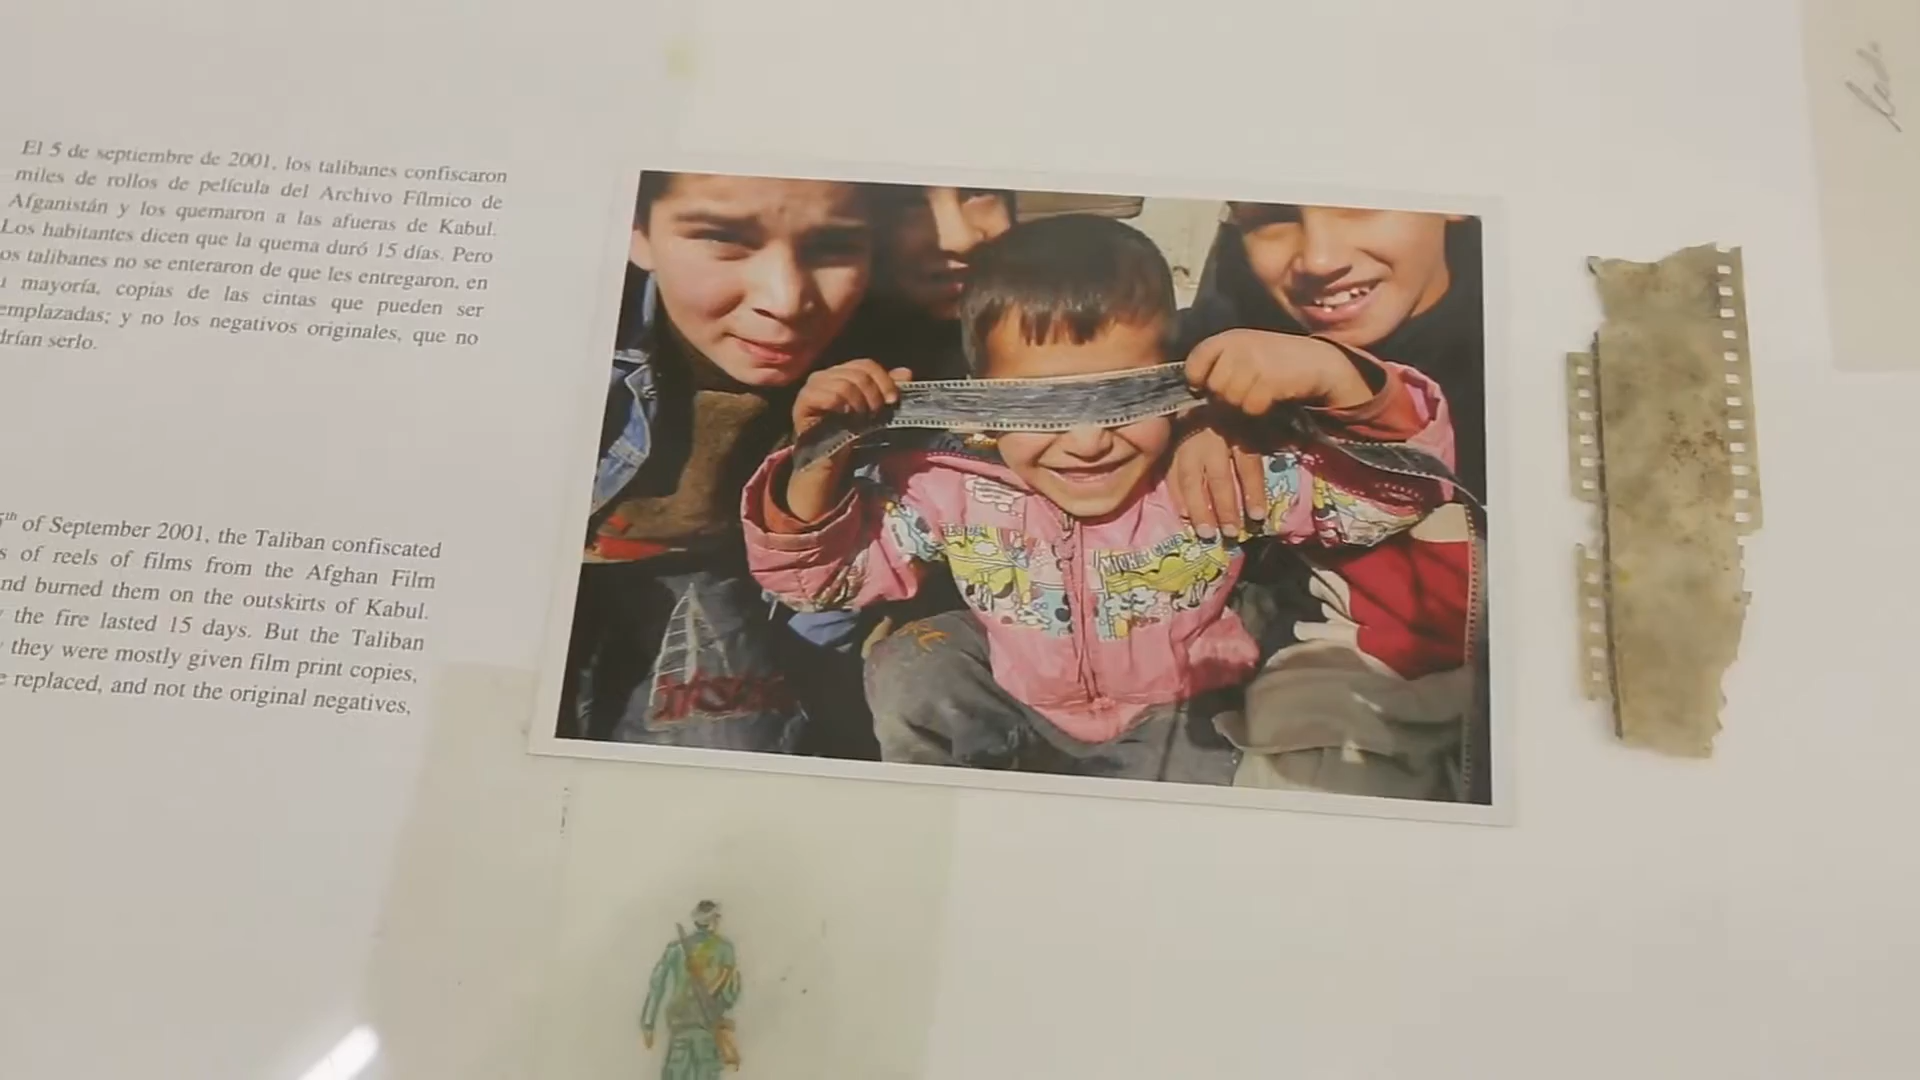 El 5 de septiembre de 2001, los talibanes confiscaron
miles de rollos de película del Archivo Fílmico de
Afganistán y los quemaron a las afueras de Kabul.
Los habitantes dicen que la quema duró 15 días. Pero
os talibanes no se enteraron de que les entregaron, en
mayoría, copias de las cintas que pueden ser
emplazadas; y no los negativos originales, que no
drían serlo.
th of September 2001, the Taliban confiscated
s of reels of films from the Afghan Film
nd burned them on the outskirts of Kabul.
the fire lasted 15 days. But the Taliban
they were mostly given film print copies,
e replaced, and not the original negatives,